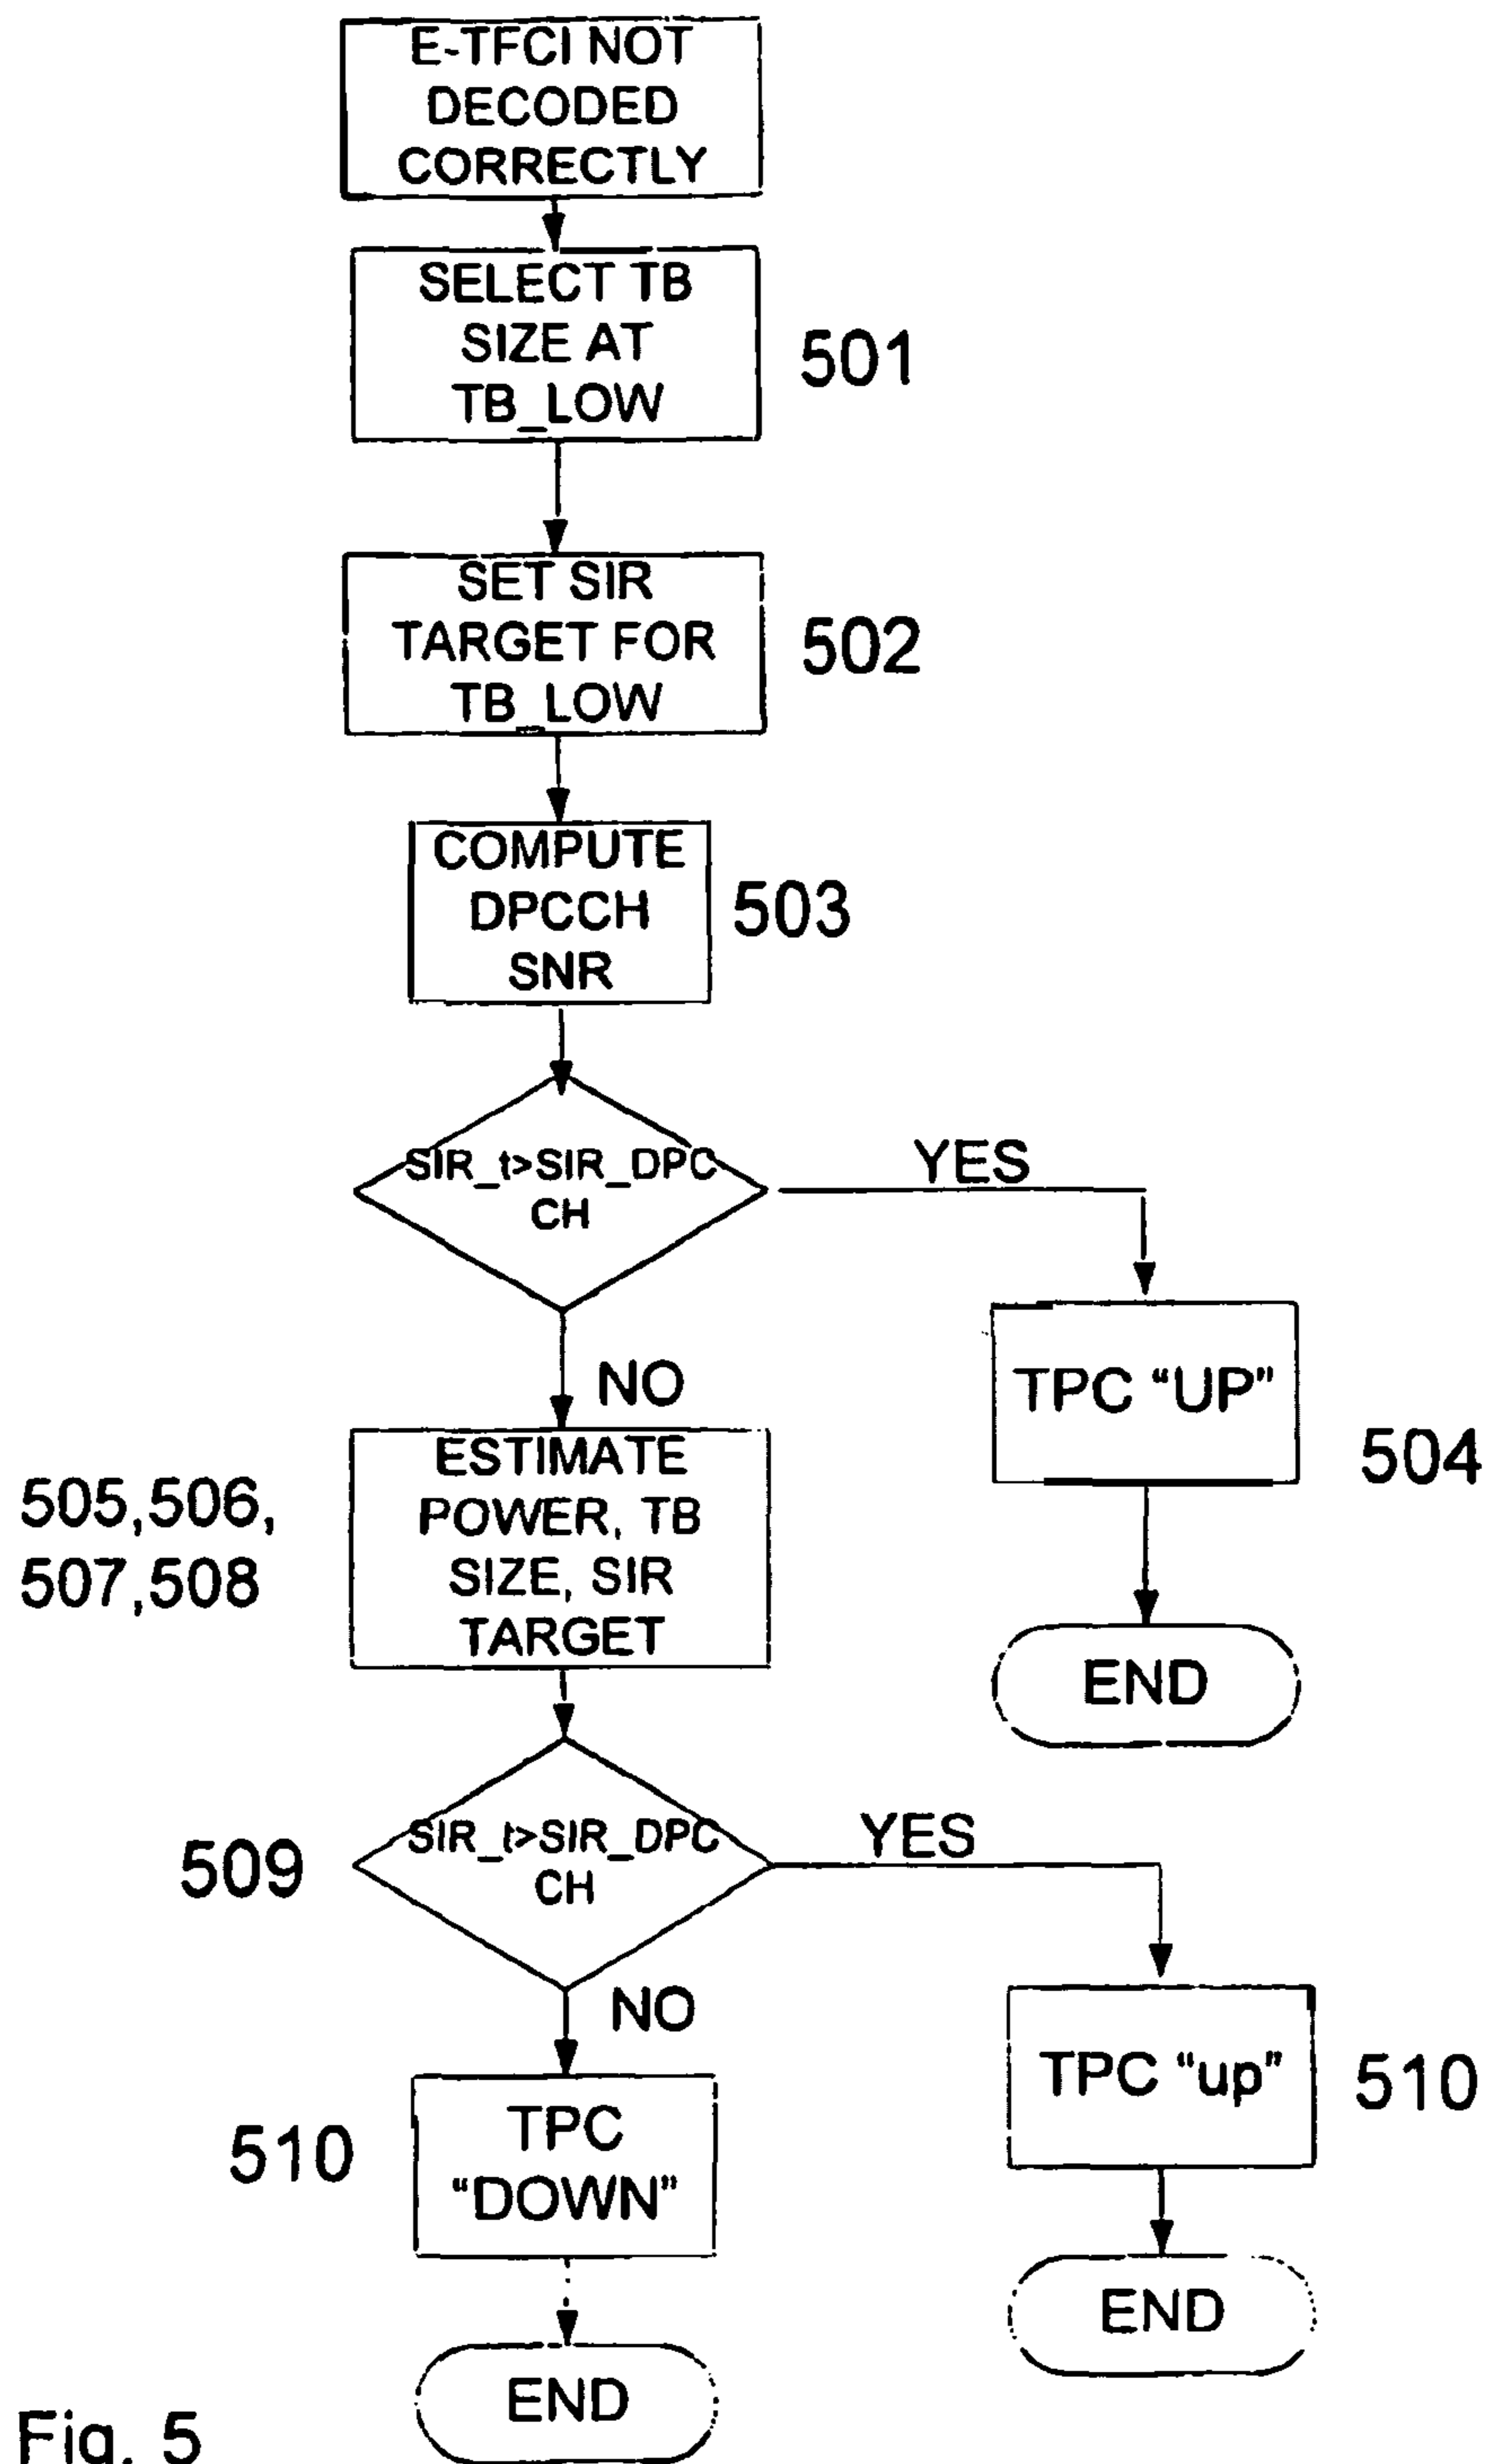 E-TFCI NOT
DECODED
CORRECTLY
SELECT TB
SIZE AT
TB_LOW
501
SET SIR
TARGET FOR
TB_LOW
502
COMPUTE
DPCCH
SNR
503
SIR_t>SIR_DPC
CH
YES
TPC “UP”
504
END
NO
505,506,
507,508
ESTIMATE
POWER, TB
SIZE, SIR
TARGET
509
SIR_t>SIR_DPC
CH
YES
TPC “up”
510
END
NO
510
TPC
“DOWN”
END
Fig. 5